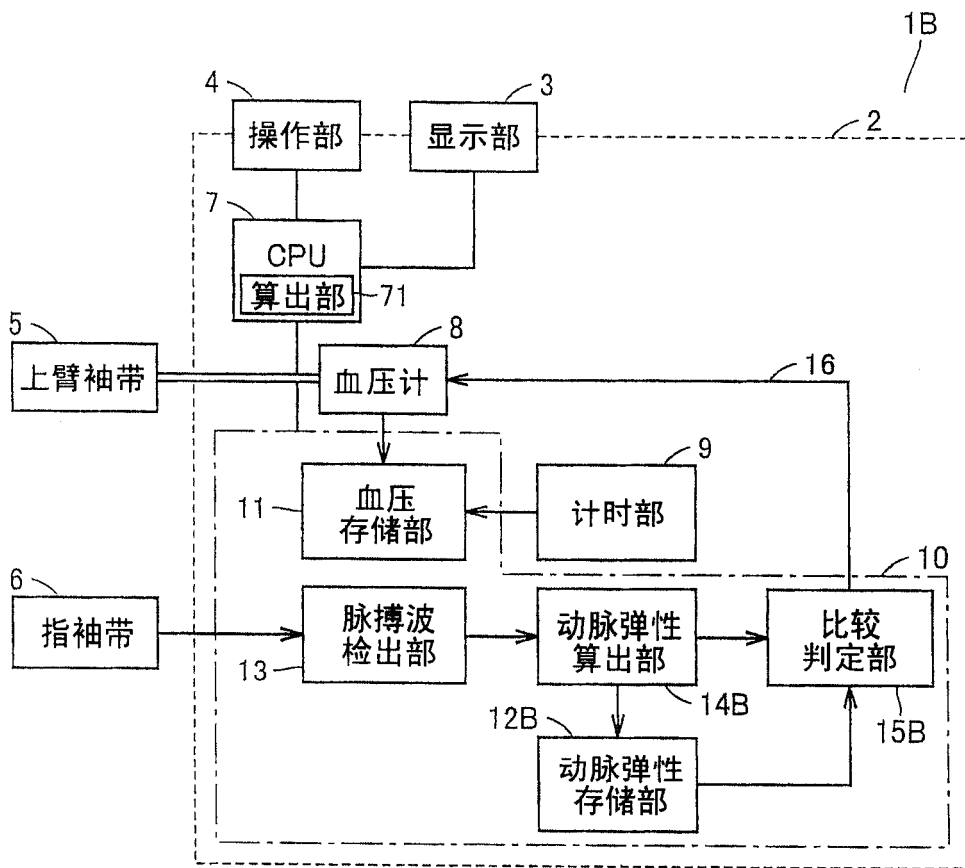 1B
4
3
2
操作部
显示部
7
CPU
算出部
71
5
8
上臂袖带
血压计
16
9
11
血压
存储部
计时部
10
6
指袖带
脉搏波
检出部
13
动脉弹性
算出部
14B
比较
判定部
15B
12B
动脉弹性
存储部